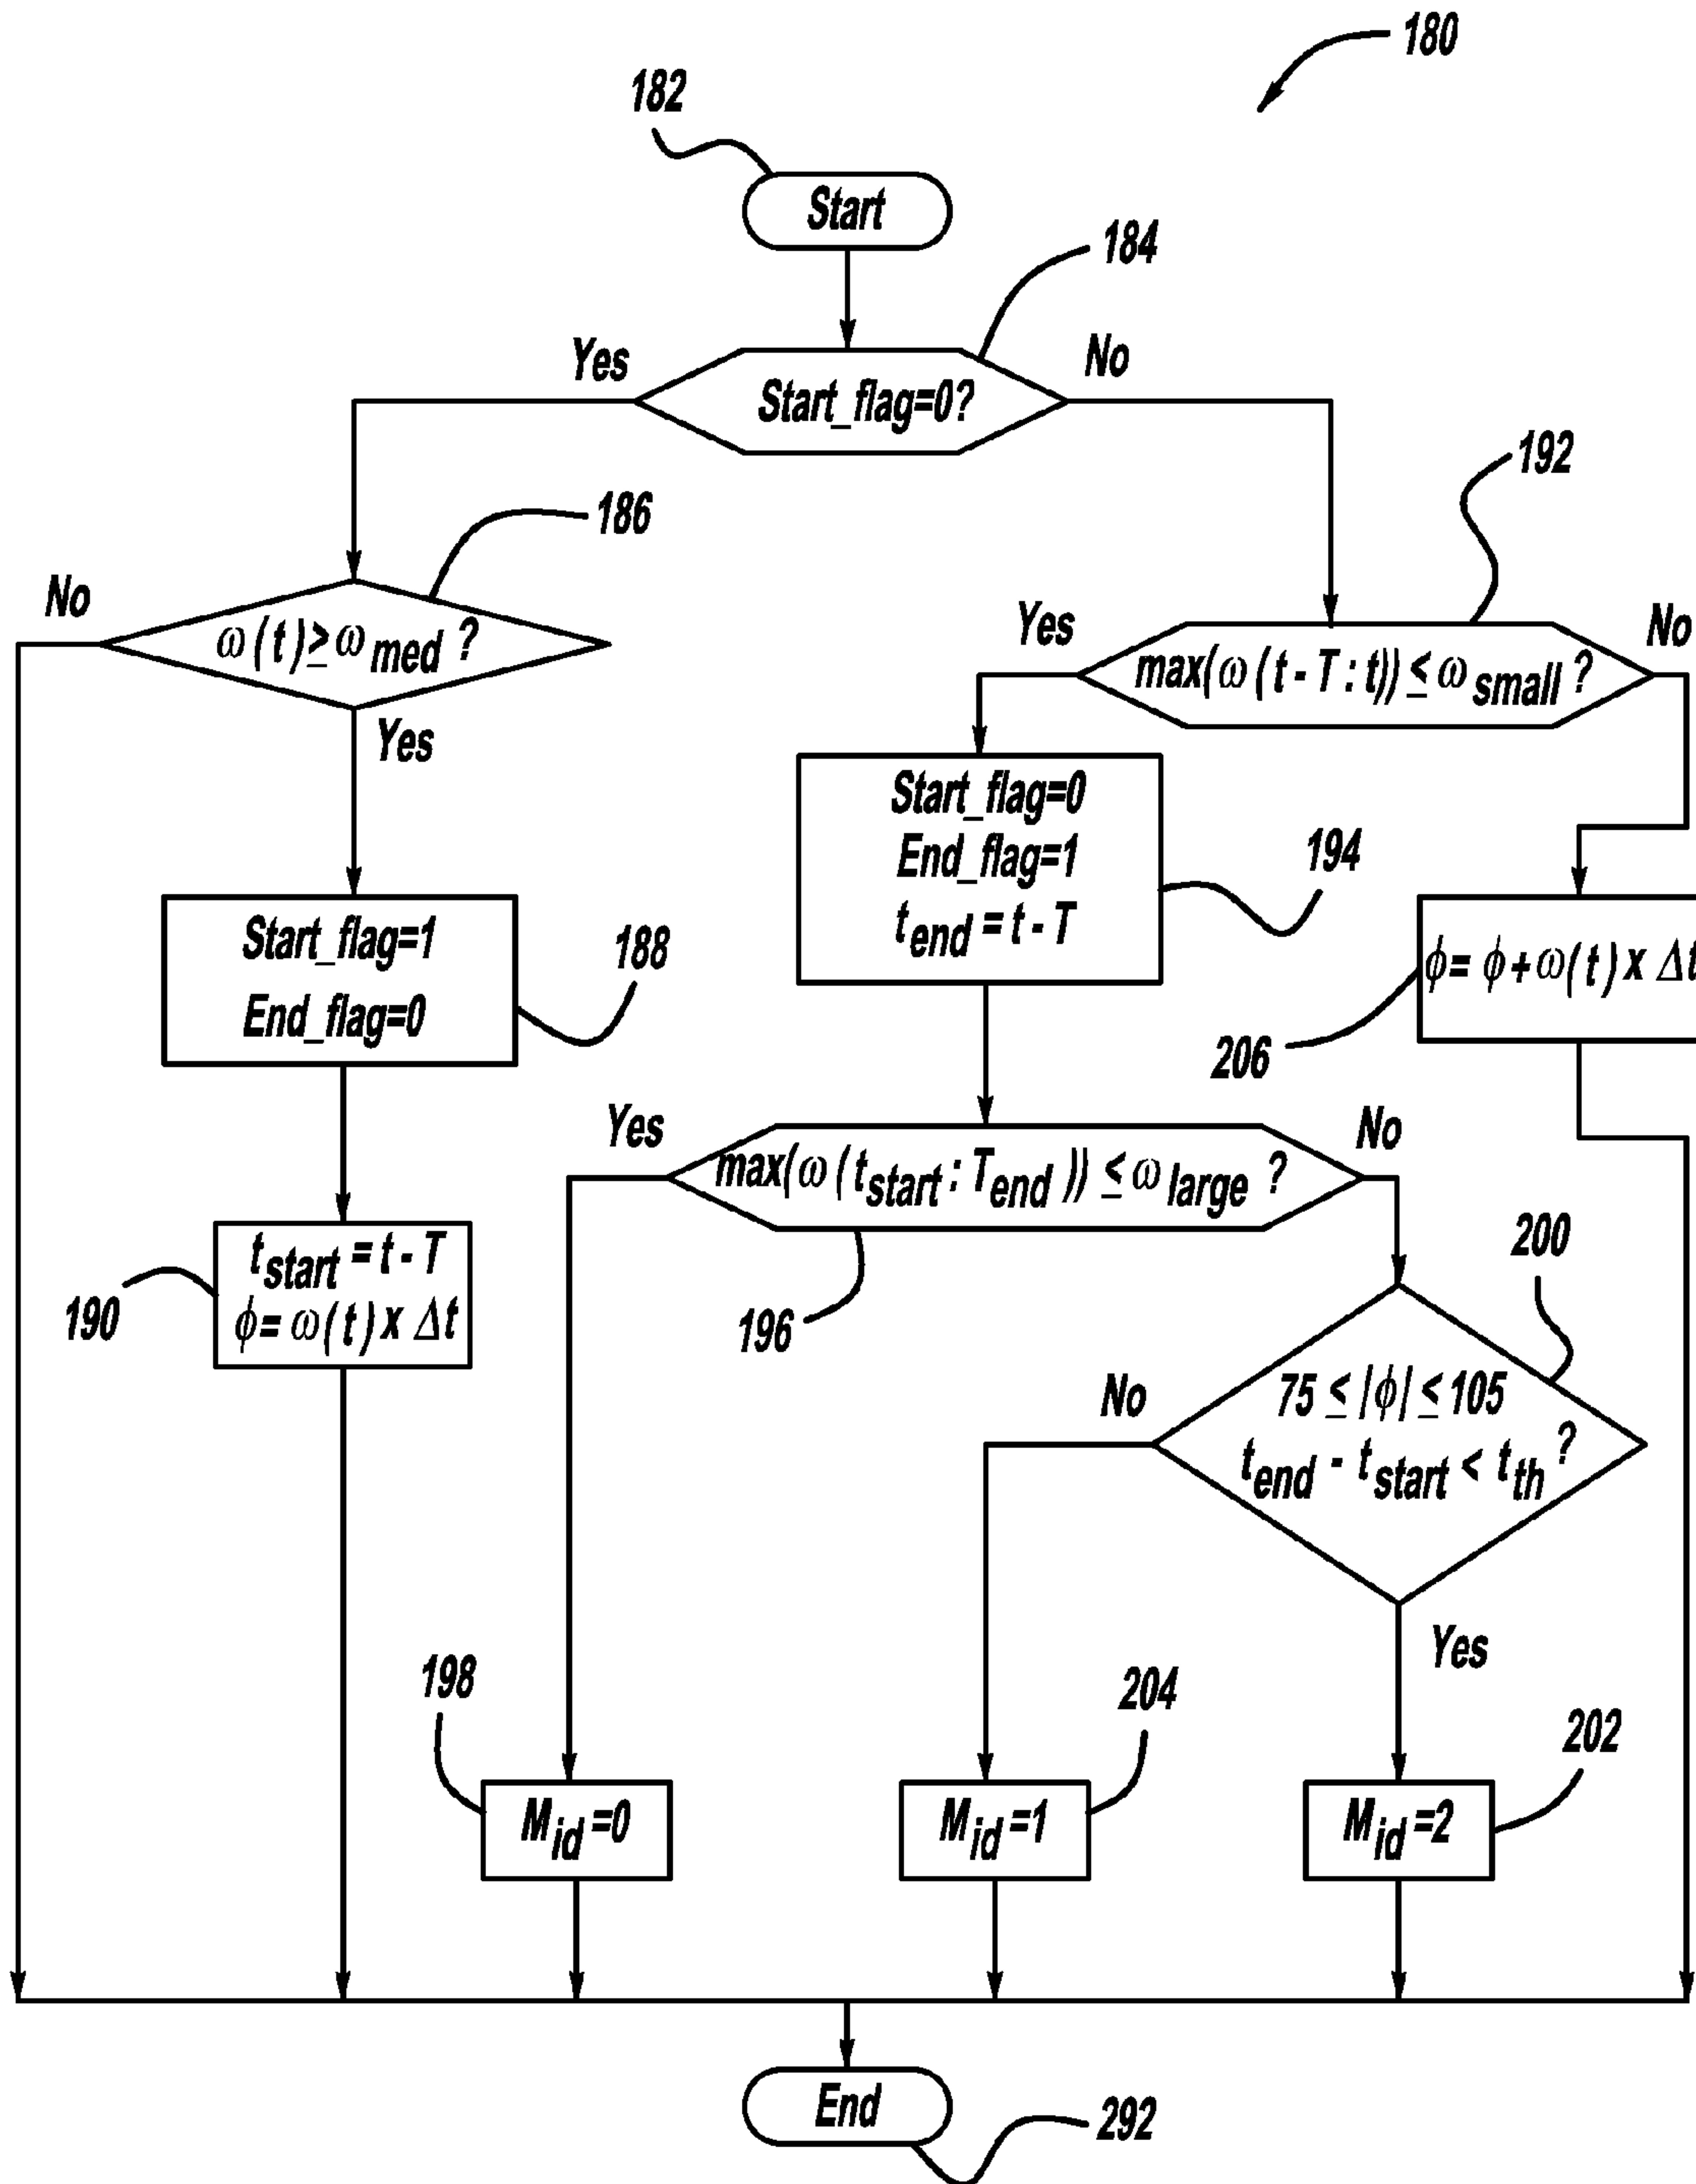 180
182
Start
184
Yes
No
Start_flag=0?
192
186
No
Yes
No
ω(t)≥ωmed ?
max(ω(t-T:t))≤ωsmall ?
Yes
Start_flag=0
End_flag=1
tend=t-T
194
Start_flag=1
End_flag=0
188
ϕ=ϕ+ω(t)x Δt
206
Yes
No
max(ω(tstart:Tend))≤ωlarge ?
200
tstart=t-T
ϕ=ω(t)x Δt
190
196
No
75≤|ϕ|≤105
tend-tstart<tth ?
Yes
198
204
202
Mid=0
Mid=1
Mid=2
End
292